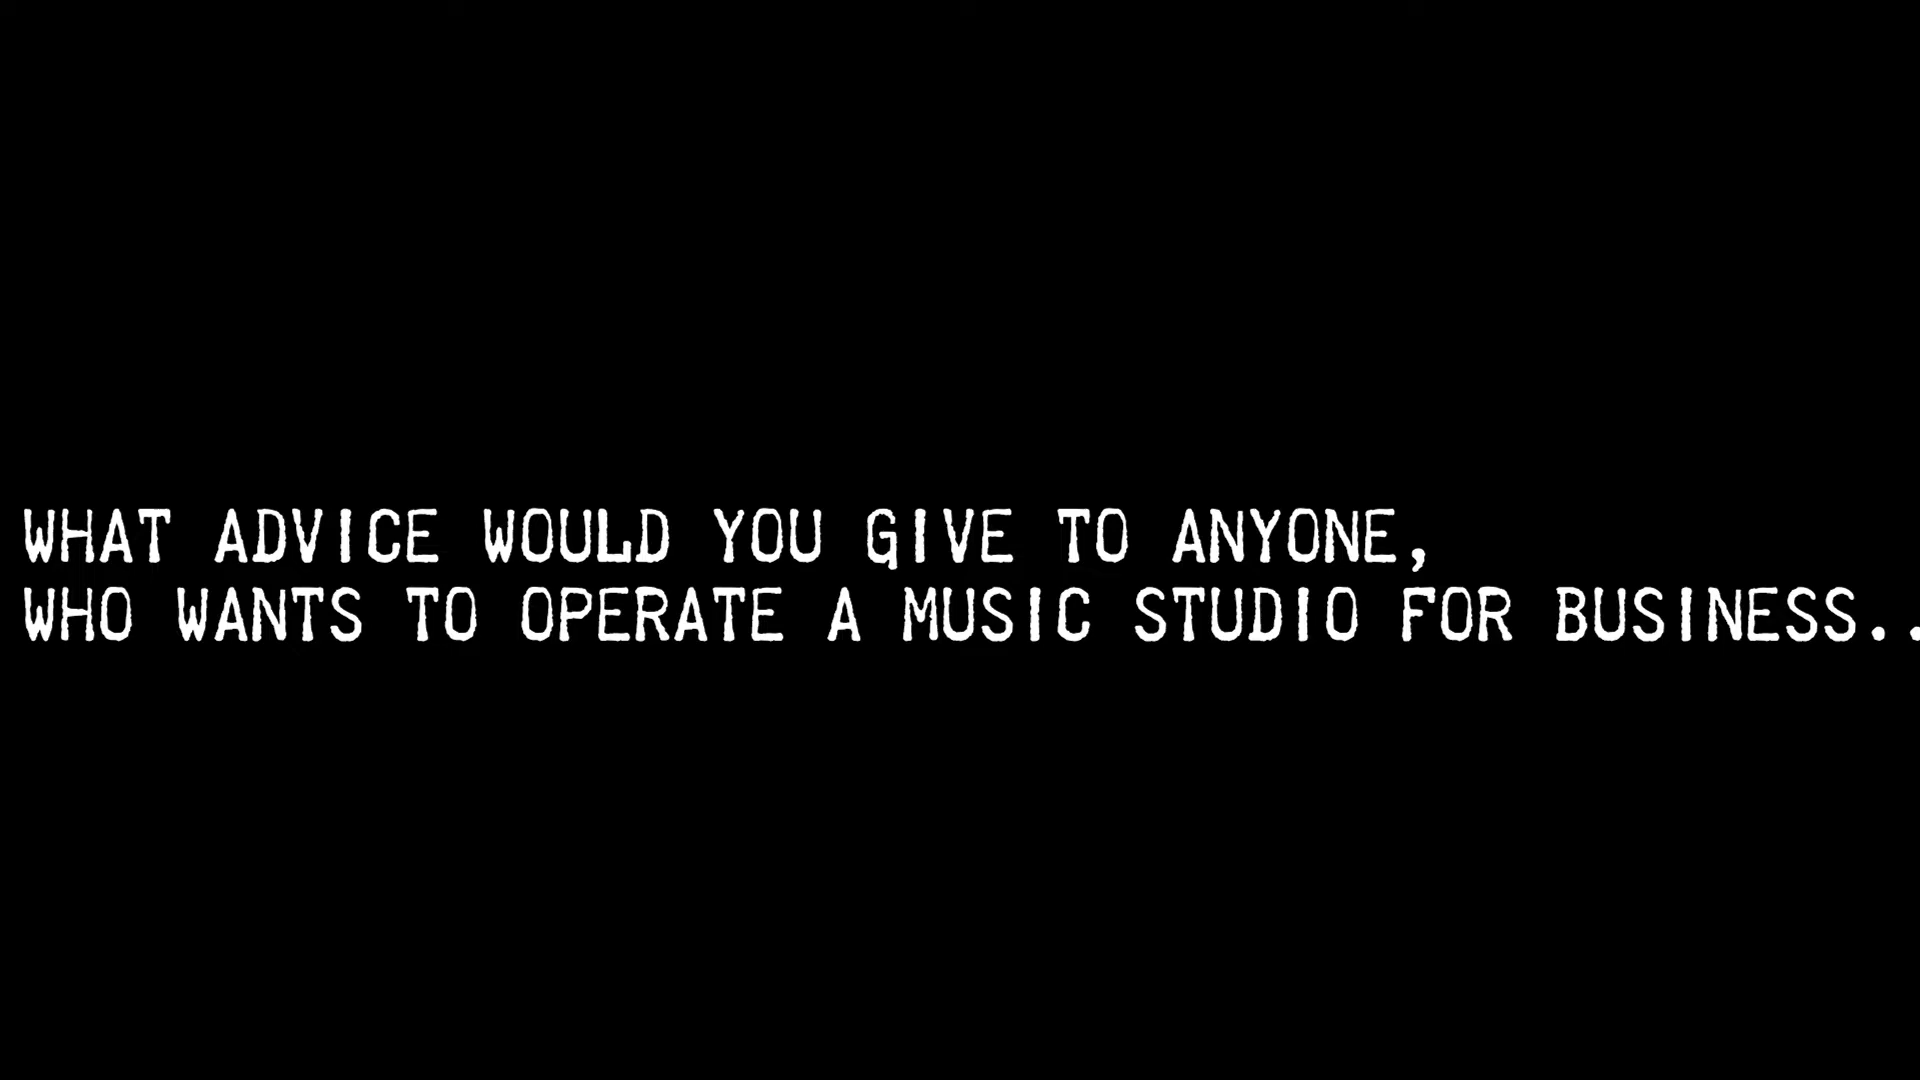 WHAT ADVICE WOULD YOU GIVE TO ANYONE,
WHO WANTS TO OPERATE A MUSIC STUDIO FOR BUSINESS..